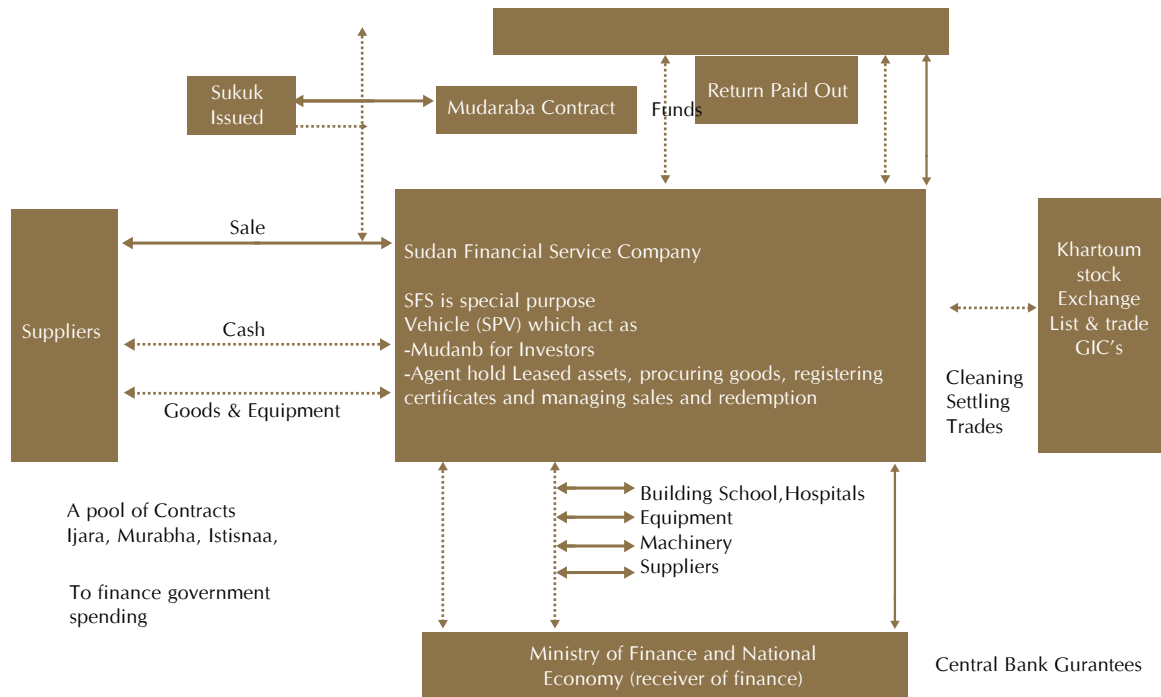 Sukuk
Issued
Mudaraba Contract
Funds
Return Paid Out
Suppliers
Sale
Cash
Goods & Equipment
Sudan Financial Service Company
SFS is special purpose
Vehicle (SPV) which act as
-Mudanb for Investors
-Agent hold Leased assets, procuring goods, registering
certificates and managing sales and redemption
Khartoum
stock
Exchange
List & trade
GIC's
Cleaning
Settling
Trades
A pool of Contracts
Ijara, Murabha, Istisnaa,
To finance government
spending
Building School,Hospitals
Equipment
Machinery
Suppliers
Ministry of Finance and National
Economy (receiver of finance)
Central Bank Gurantees